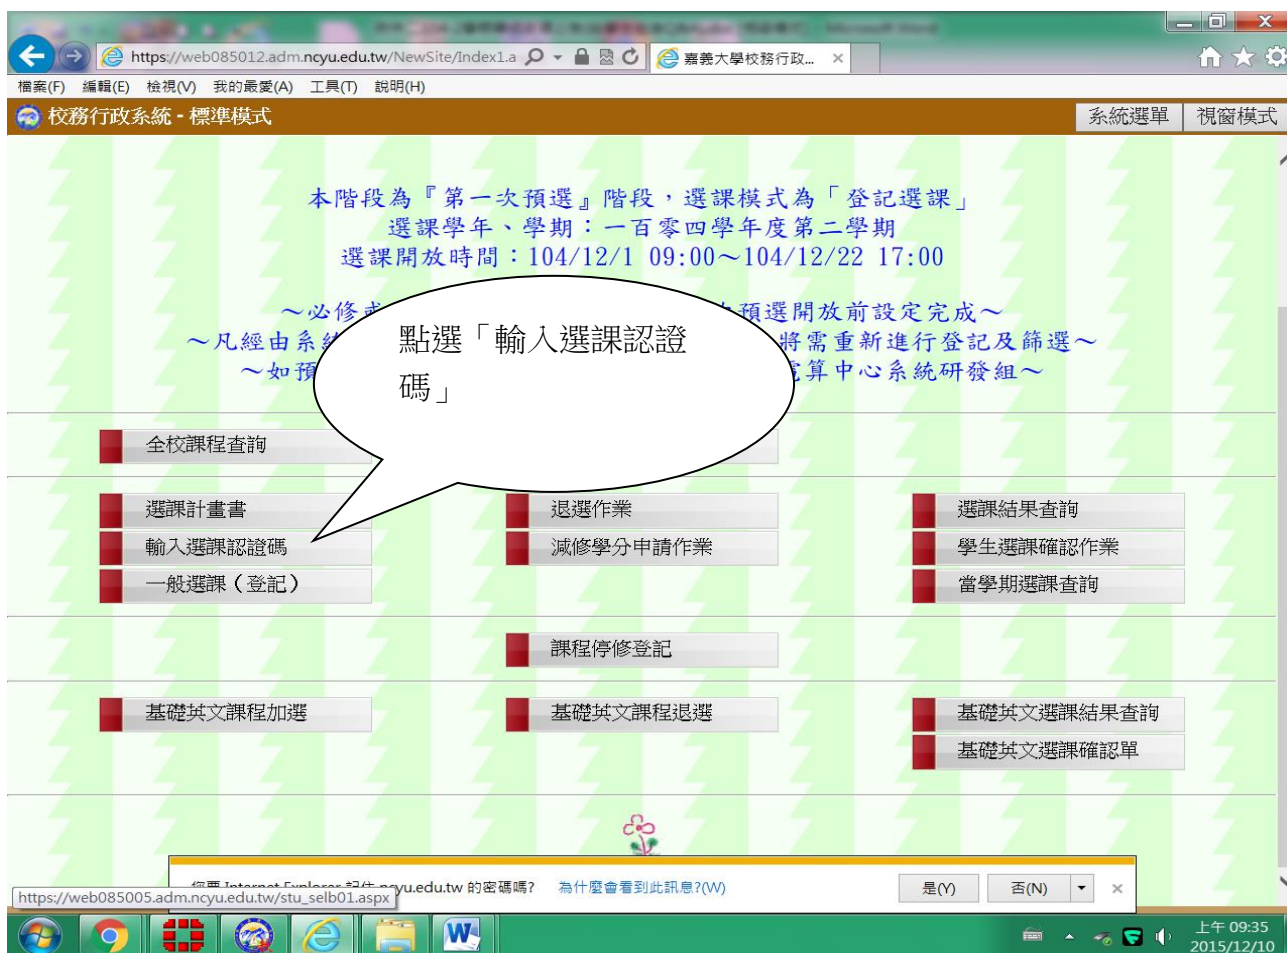 https://web085012.adm.ncyu.edu.tw/NewSite/Index1.a
嘉義大學校務行政...
檔案(F) 編輯(E) 檢視(V) 我的最愛(A) 工具(T) 說明(H)
校務行政系統 - 標準模式 系統選單 視窗模式
本階段為『第一次預選』階段，選課模式為「登記選課」
選課學年、學期：一百零四學年度第二學期
選課開放時間：104/12/1 09:00～104/12/22 17:00
～必修 預選開放前設定完成～
～凡經由系 將需重新進行登記及篩選～
～如預 算中心系統研發組～
點選「輸入選課認證
碼」
全校課程查詢
選課計畫書 退選作業 選課結果查詢
輸入選課認證碼 減修學分申請作業 學生選課確認作業
一般選課（登記） 當學期選課查詢
課程停修登記
基礎英文課程加選 基礎英文課程退選 基礎英文選課結果查詢
基礎英文選課確認單
Internet Explorer 記住 ncyu.edu.tw 的密碼嗎? 為什麼會看到此訊息?(W) 是(Y) 否(N)
https://web085005.adm.ncyu.edu.tw/stu_selb01.aspx
上午 09:35
2015/12/10